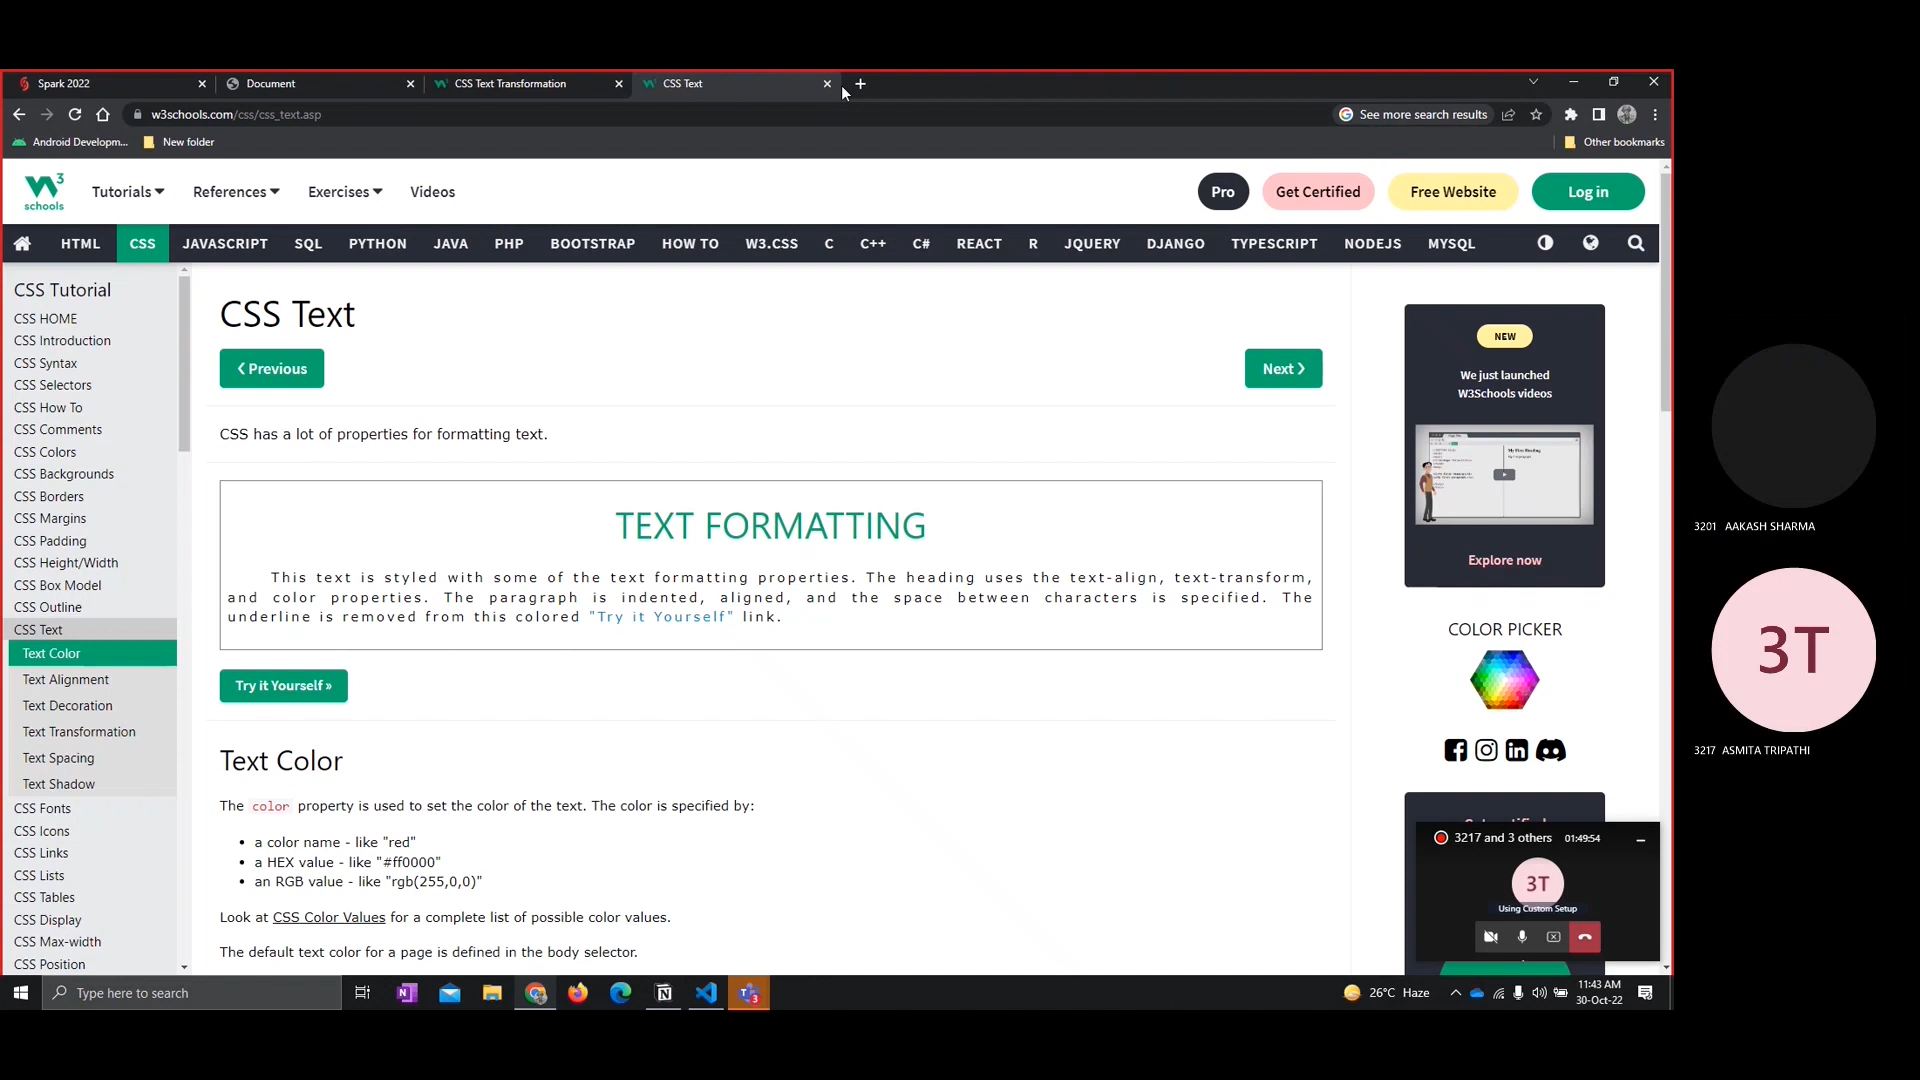 Spark 2022
Document
CSS Text Transformation
CSS Text
w3schools.com/css/css_text.asp
See more search results
Android Developm...
New folder
Other bookmarks
3
schools
Tutorials
References
Exercises
Videos
Pro
Get Certified
Free Website
Log in
HTML
CSS
JAVASCRIPT
SQL
PYTHON
JAVA
PHP
BOOTSTRAP
HOW TO
W3.CSS
C
C++
C#
REACT
R
JQUERY
DJANGO
TYPESCRIPT
NODEJS
MYSQL
CSS Tutorial
CSS HOME
CSS Introduction
CSS Syntax
CSS Selectors
CSS How To
CSS Comments
CSS Colors
CSS Backgrounds
CSS Borders
CSS Margins
CSS Padding
CSS Height/Width
CSS Box Model
CSS Outline
CSS Text
Text Color
Text Alignment
Text Decoration
Text Transformation
Text Spacing
Text Shadow
CSS Fonts
CSS Icons
CSS Links
CSS Lists
CSS Tables
CSS Display
CSS Max-width
CSS Position
CSS Text
❮ Previous
Next ❯
CSS has a lot of properties for formatting text.
TEXT FORMATTING
This text is styled with some of the text formatting properties. The heading uses the text-align, text-transform,
and color properties. The paragraph is indented, aligned, and the space between characters is specified. The
underline is removed from this colored "Try it Yourself" link.
Try it Yourself »
Text Color
The color property is used to set the color of the text. The color is specified by:
• a color name - like "red"
• a HEX value - like "#ff0000"
• an RGB value - like "rgb(255,0,0)"
Look at CSS Color Values for a complete list of possible color values.
The default text color for a page is defined in the body selector.
NEW
We just launched
W3Schools videos
My First Heading
Explore now
COLOR PICKER
3217 and 3 others
01:49:54
3T
Using Custom Setup
3201 AAKASH SHARMA
3T
3217 ASMITA TRIPATHI
Type here to search
26°C Haze
11:43 AM
30-Oct-22